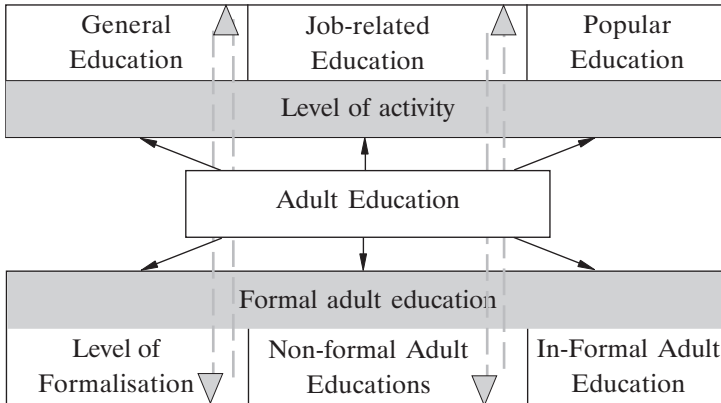 General
Education
Job-related
Education
Popular
Education
Level of activity
Adult Education
Formal adult education
Level of
Formalisation
Non-formal Adult
Educations
In-Formal Adult
Education